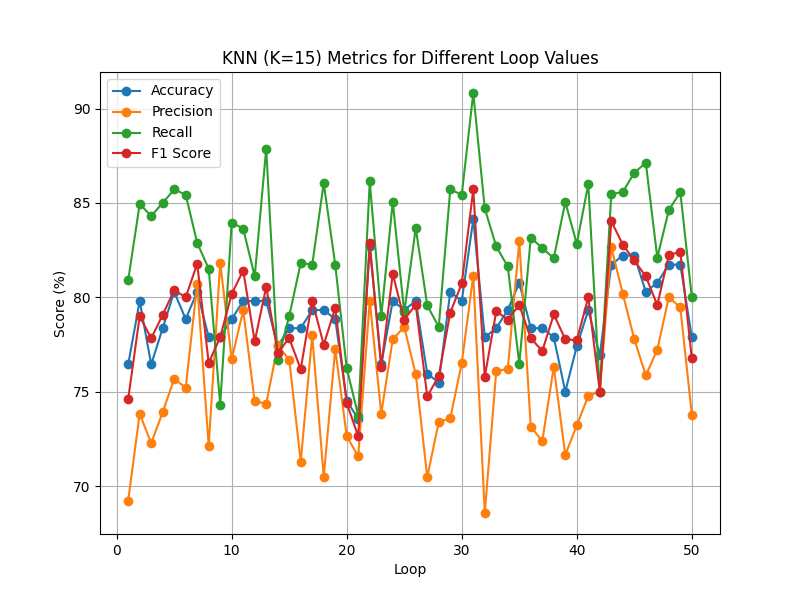 KNN (K=15) Metrics for Different Loop Values
Accuracy
Precision
Recall
F1 Score
90
85
80
75
70
Score (%)
0 10 20 30 40 50
Loop